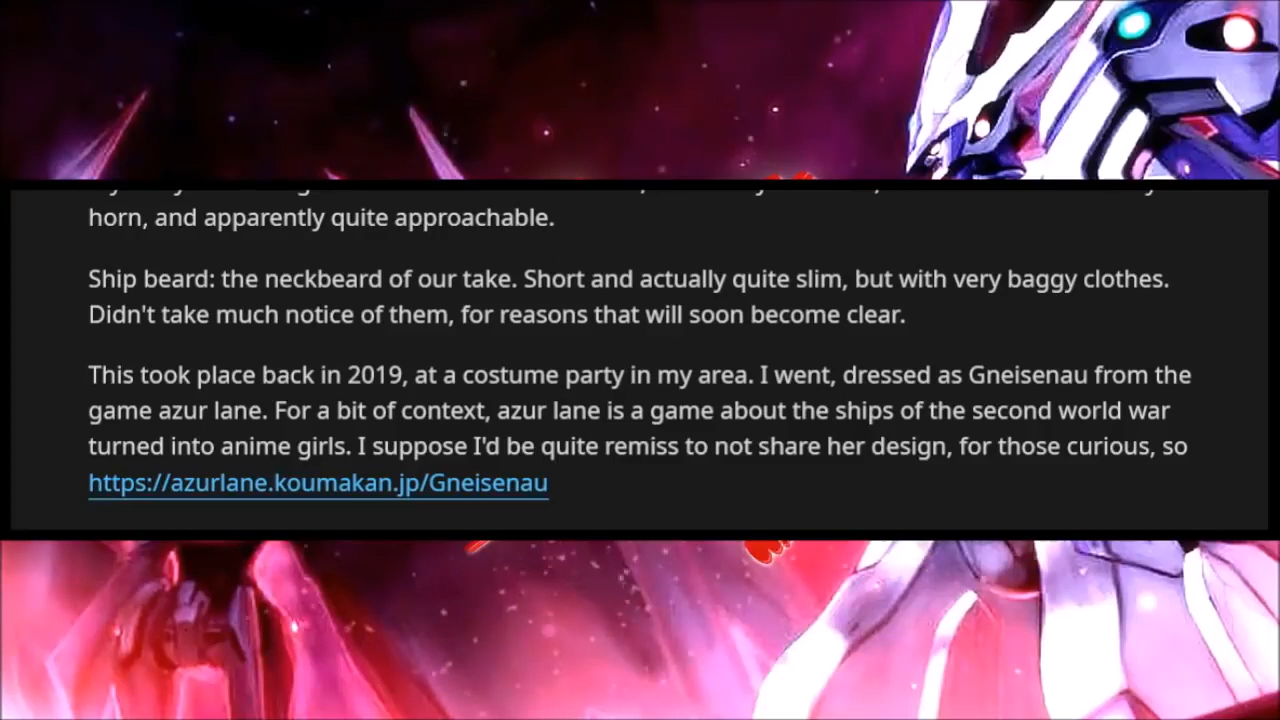 horn, and apparently quite approachable.
Ship beard: the neckbeard of our take. Short and actually quite slim, but with very baggy clothes.
Didn't take much notice of them, for reasons that will soon become clear.
This took place back in 2019, at a costume party in my area. I went, dressed as Gneisenau from the
game azur lane. For a bit of context, azur lane is a game about the ships of the second world war
turned into anime girls. I suppose I'd be quite remiss to not share her design, for those curious, so
https://azurlane.koumakan.jp/Gneisenau